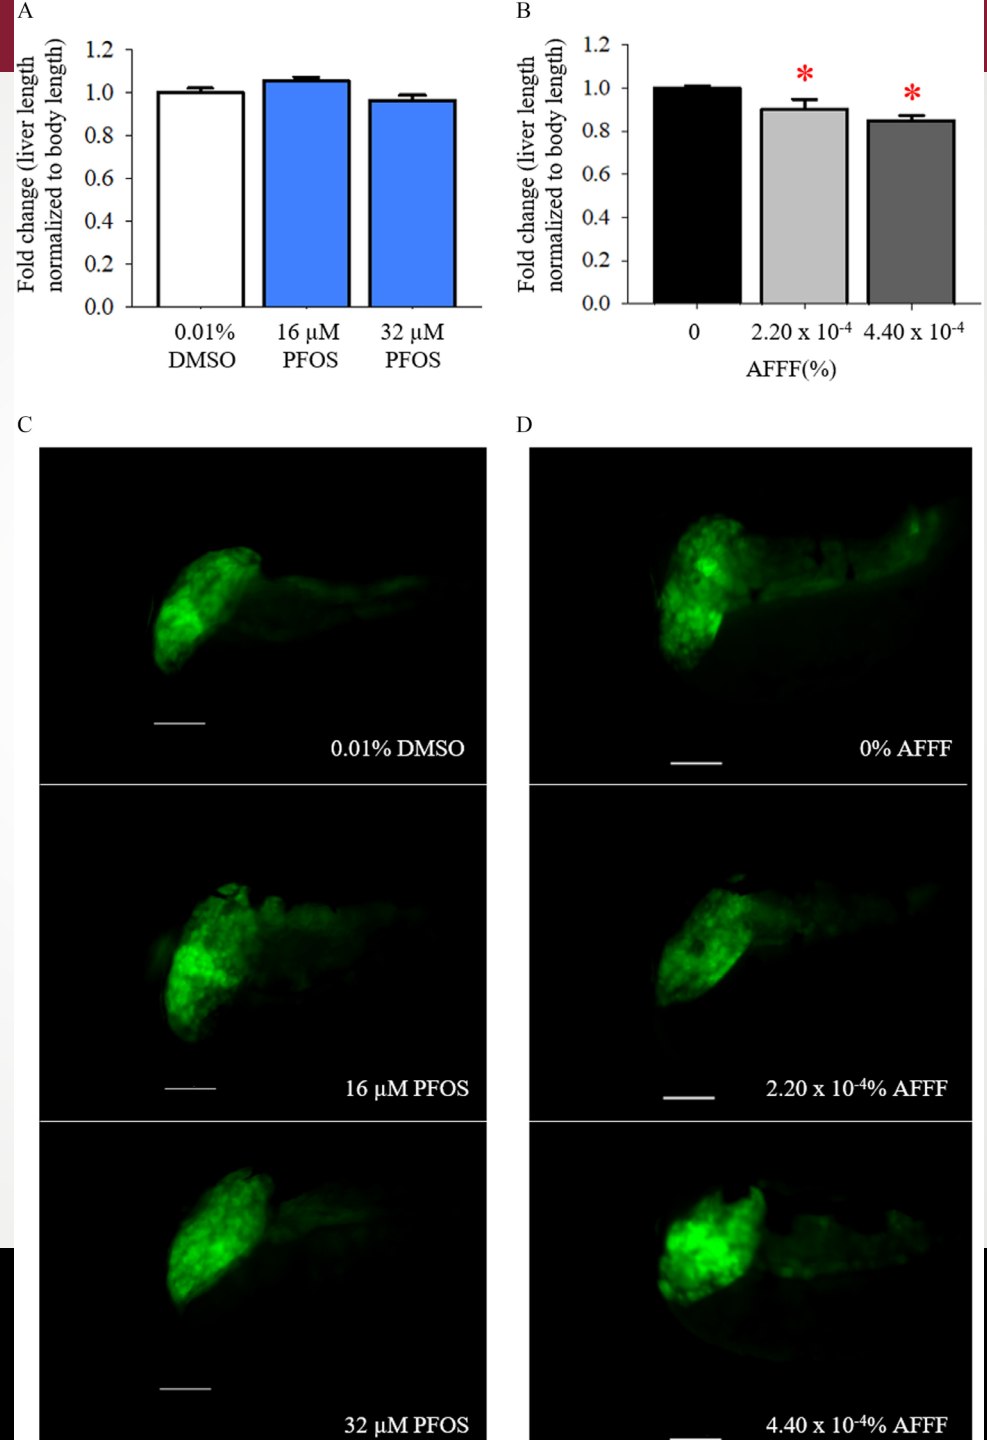 A
Fold change (liver length
normalized to body length)
1.2
1.0
0.8
0.6
0.4
0.2
0.0
0.01%
DMSO
16 µM
PFOS
32 µM
PFOS
B
Fold change (liver length
normalized to body length)
1.2
1.0
0.8
0.6
0.4
0.2
0.0
*
*
0
2.20 x 10⁻⁴
4.40 x 10⁻⁴
AFFF(%)
C
0.01% DMSO
16 µM PFOS
32 µM PFOS
D
0% AFFF
2.20 x 10⁻⁴% AFFF
4.40 x 10⁻⁴% AFFF